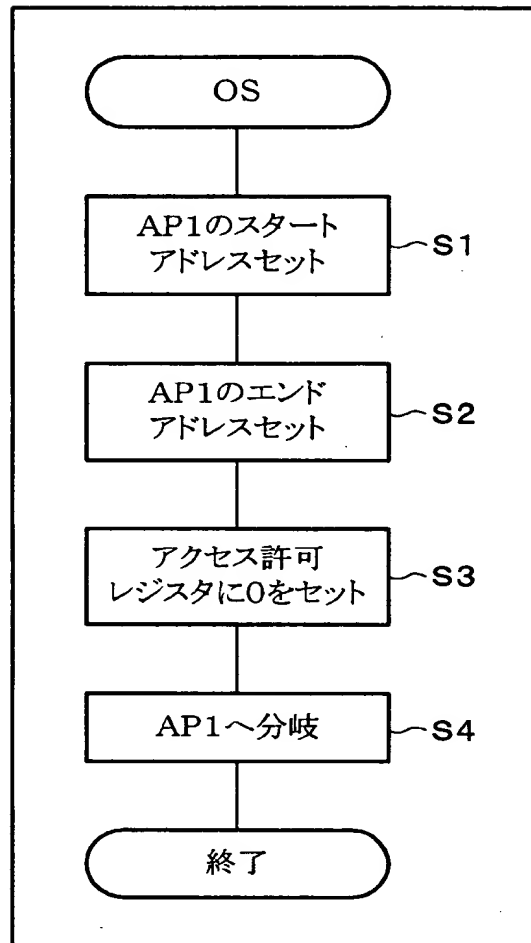 OS
AP1のスタート
アドレスセット
S1
AP1のエンド
アドレスセット
S2
アクセス許可
レジスタに0をセット
S3
AP1へ分岐
S4
終了